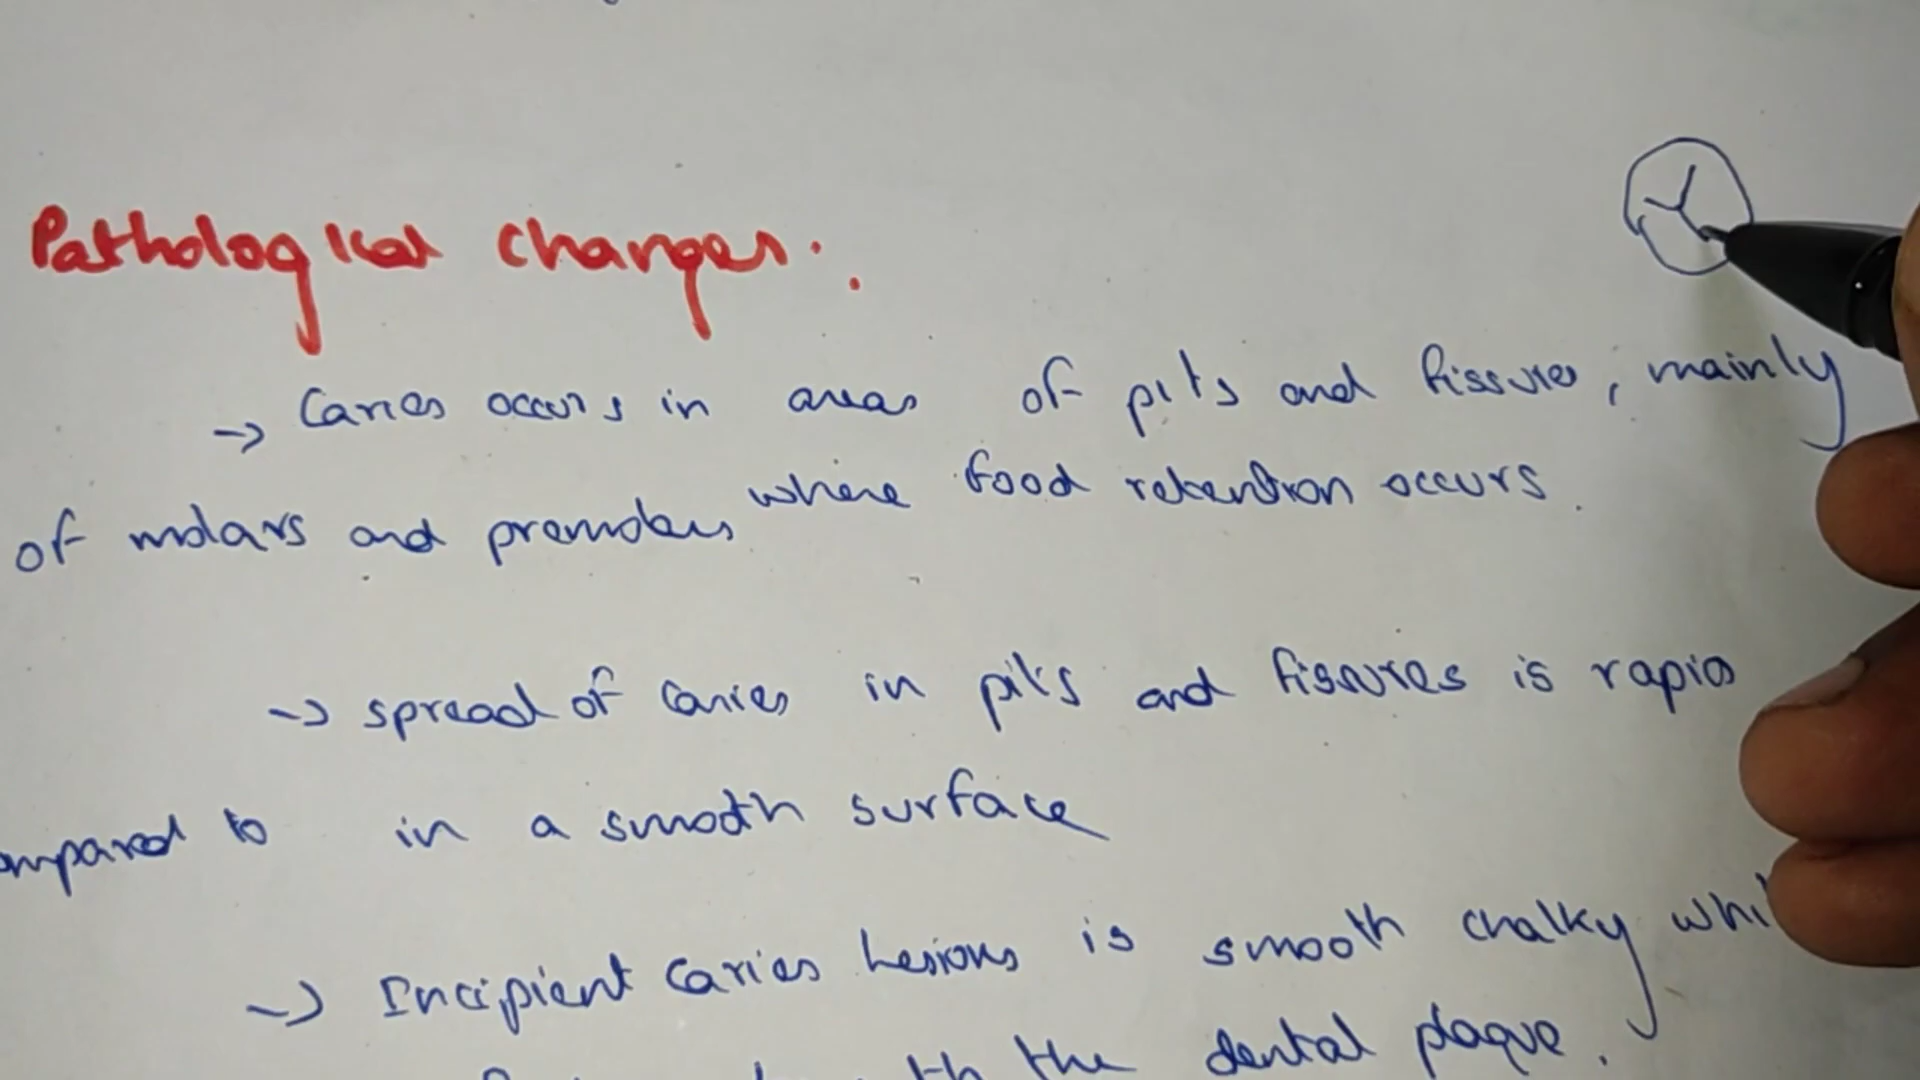 Pathological changes.
→ Caries occurs in areas of pits and fissures, mainly
of molars and premolars where food retention occurs.
→ spread of caries in pits and fissures is rapid
ompared to in a smooth surface
→ Incipient caries lesions is smooth chalky whi
the dental plaque.